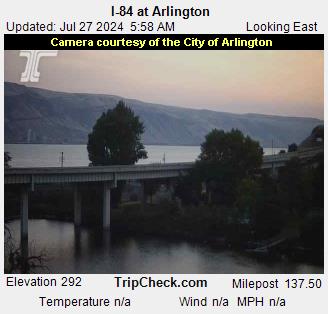 I-84 at Arlington
Updated: Jul 27 2024 5:58 AM Looking East
Camera courtesy of the City of Arlington
Elevation 292 TripCheck.com Milepost 137.50
Temperature n/a Wind n/a MPH n/a